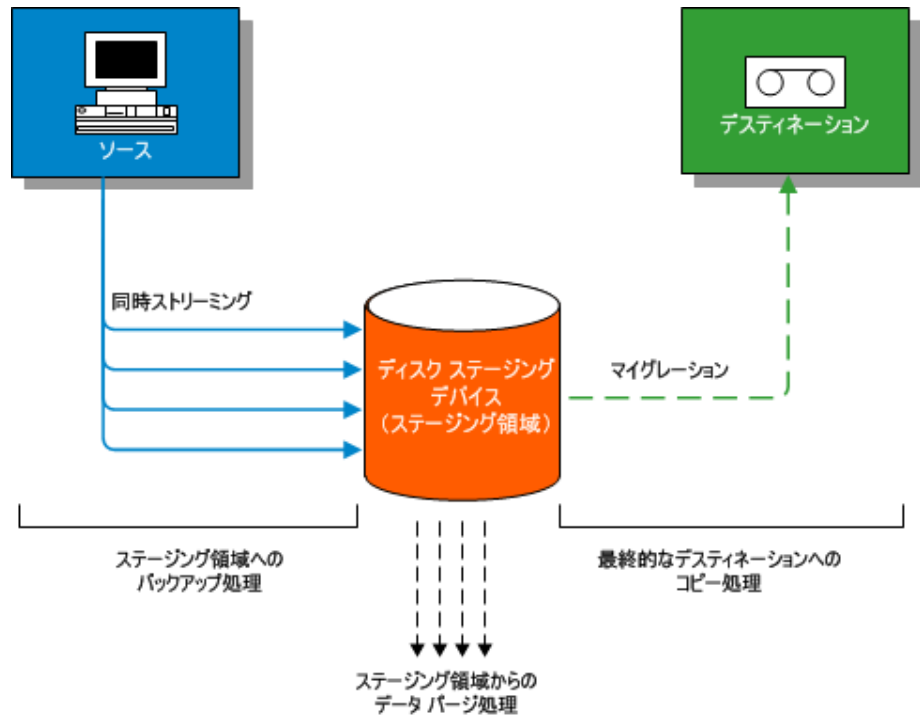 ソース
デスティネーション
同時ストリーミング
ディスク ステージング
デバイス
（ステージング領域）
マイグレーション
ステージング領域への
バックアップ処理
最終的なデスティネーションへの
コピー処理
ステージング領域からの
データ パージ処理